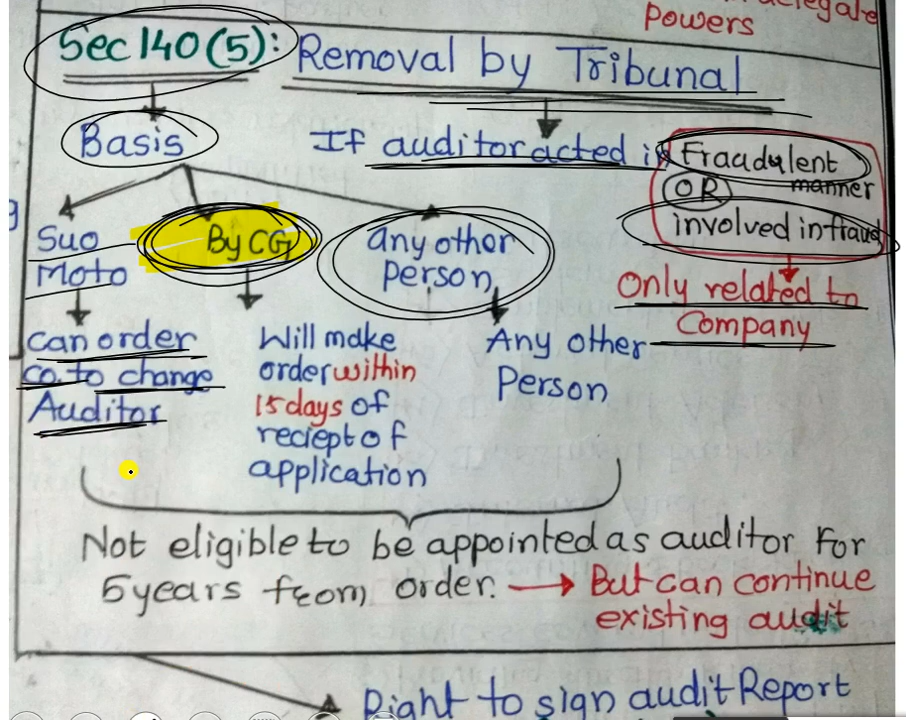 delegate
Powers
Sec 140 (5): Removal by Tribunal
Basis
If auditor acted in Fraudulent
manner
OR
involved in fraud
Only related to
Company
Suo
Moto
By CG
any other
person
can order
co. to change
Auditor
Will make
order within
15 days of
reciept of
application
Any other
Person
Not eligible to be appointed as auditor for
5 years from order. → But can continue
existing audit
Right to sign audit Report